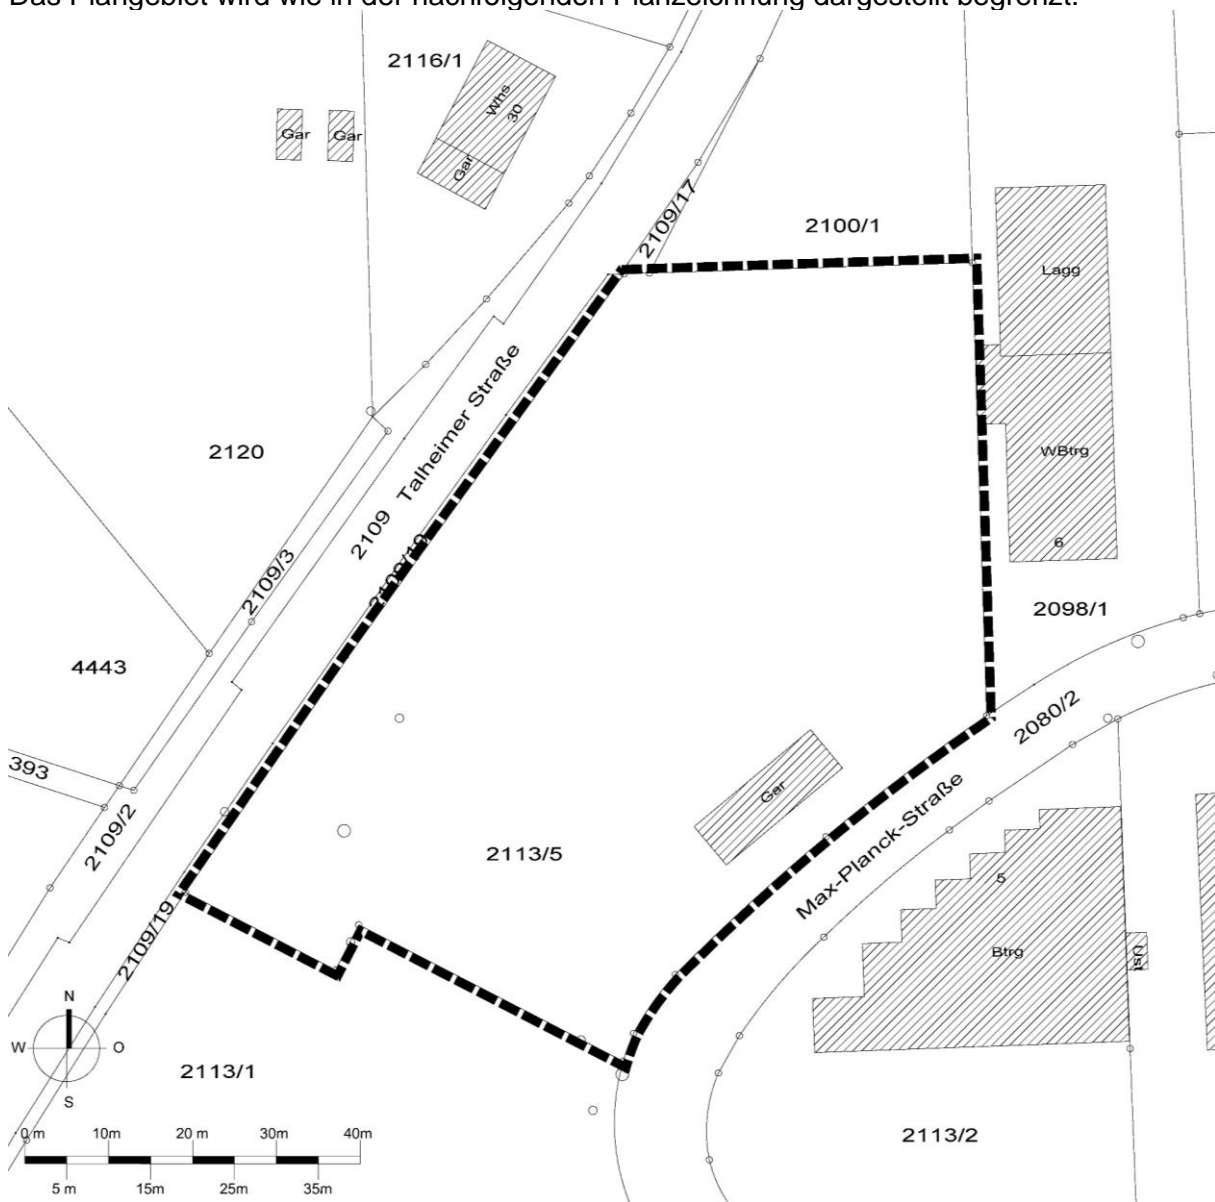 Das Plangebiet wird wie in der nachfolgenden Planzeichnung dargestellt begrenzt:
2116/1
Whs
30
Gar
Gar
Gar
2109/17
2100/1
Lagg
Talheimer Straße
2120
2109
WBtrg
6
2109/19
2109/3
2098/1
4443
2080/2
393
Gar
2109/2
2113/5
Max-Planck-Straße
5
2109/19
Btrg
Ust
N
W
O
S
2113/1
2113/2
0 m 10m 20 m 30m 40m
5 m 15m 25m 35m